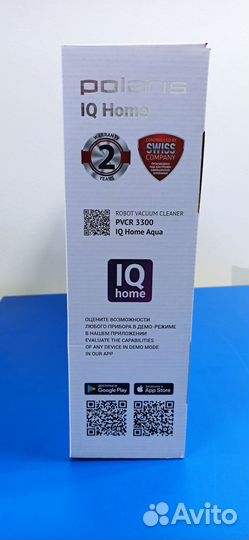 polaris
IQ Home
WARRANTY
2
YEARS
CONTROLLED BY
SWISS
COMPANY
ROBOT VACUUM CLEANER
PVCR 3300
IQ Home Aqua
IQ
home
ОЦЕНИТЕ ВОЗМОЖНОСТИ
ЛЮБОГО ПРИБОРА В ДЕМО-РЕЖИМЕ
В НАШЕМ ПРИЛОЖЕНИИ
EVALUATE THE CAPABILITIES
OF ANY DEVICE IN DEMO MODE
IN OUR APP
ДОСТУПНО В
Google Play
Загрузите в
App Store
Avito